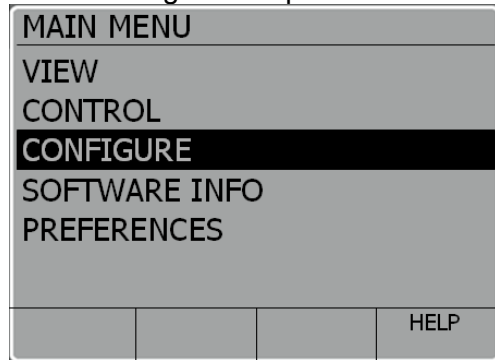 MAIN MENU
VIEW
CONTROL
CONFIGURE
SOFTWARE INFO
PREFERENCES
HELP